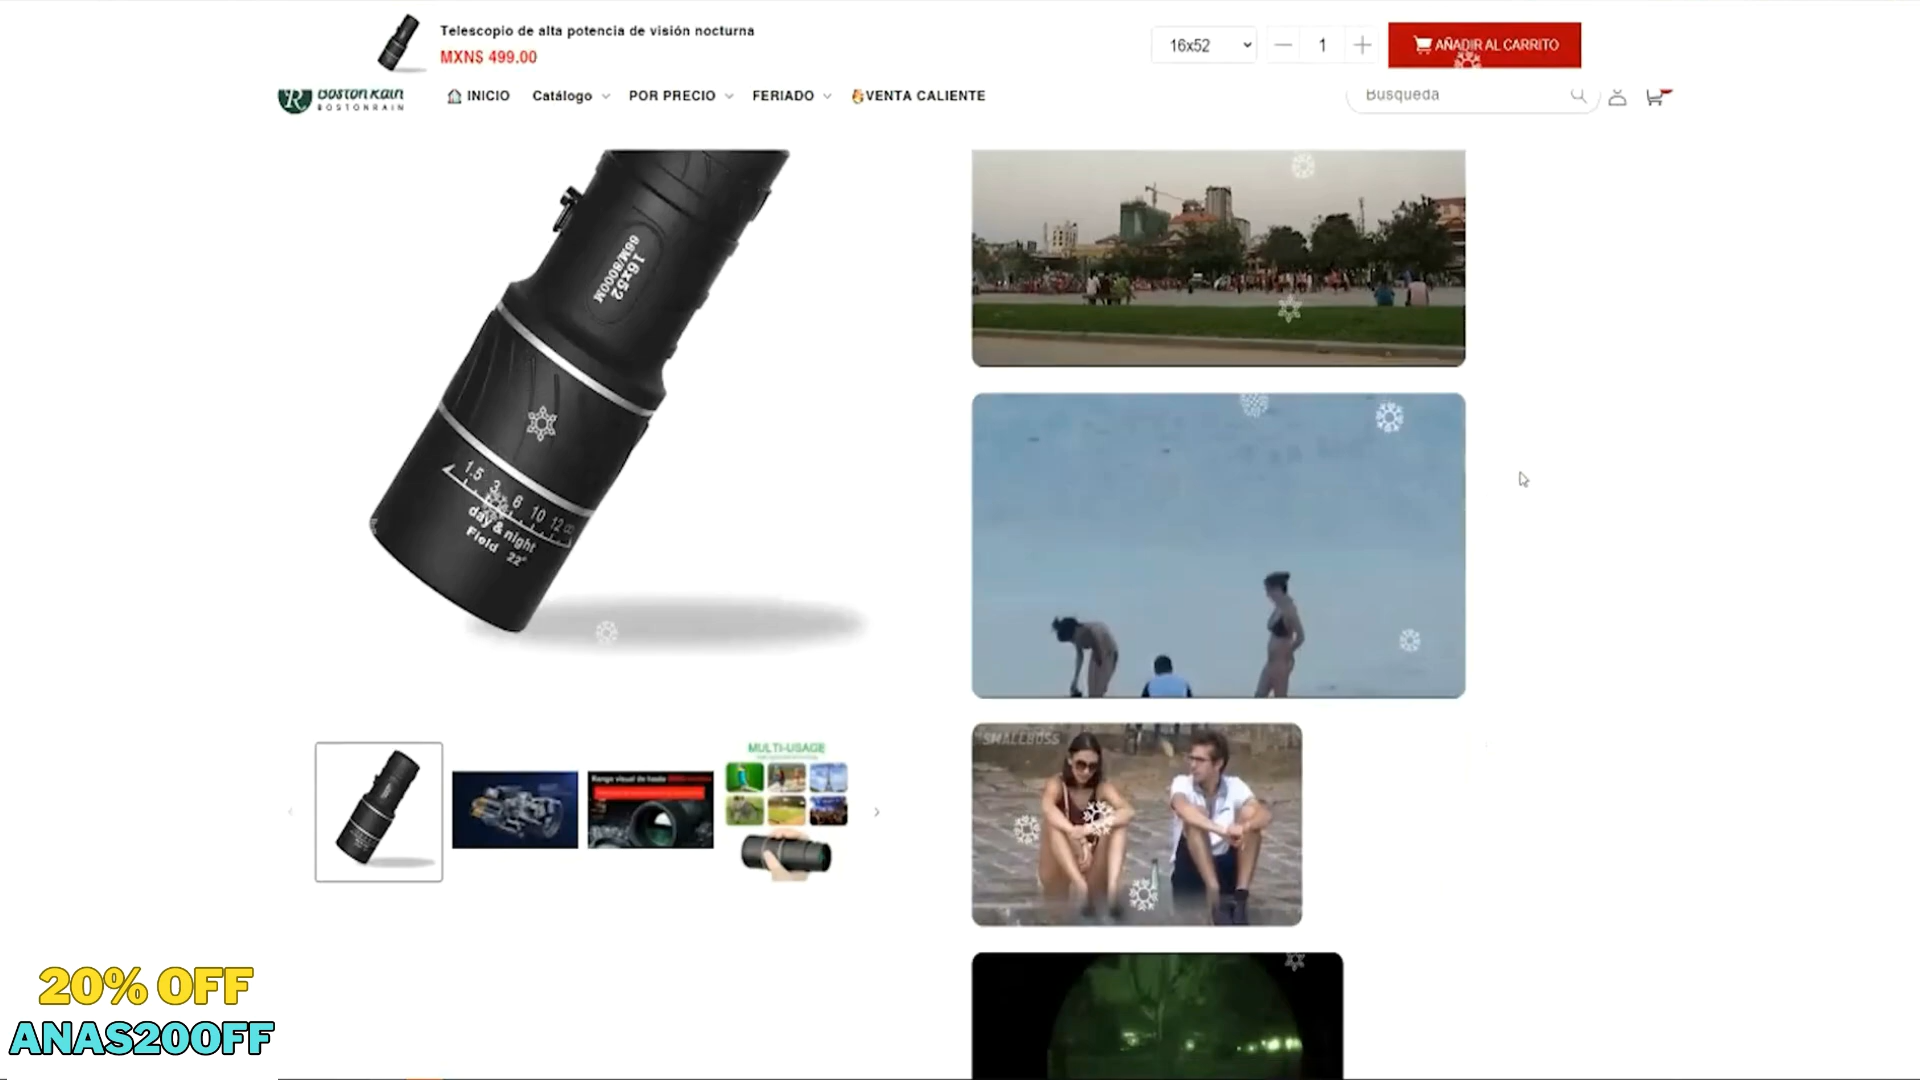 Telescopio de alta potencia de visión nocturna
MXN$ 499.00
16x52
1
AÑADIR AL CARRITO
Boston Rain
BOSTONRAIN
INICIO
Catálogo
POR PRECIO
FERIADO
VENTA CALIENTE
Busqueda
16x52
66M/8000M
1.5 3 6 10 12 ∞
day & night
Field 22°
MULTI-USAGE
Rango visual de hasta
SMALLBOSS
20% OFF
ANAS20OFF